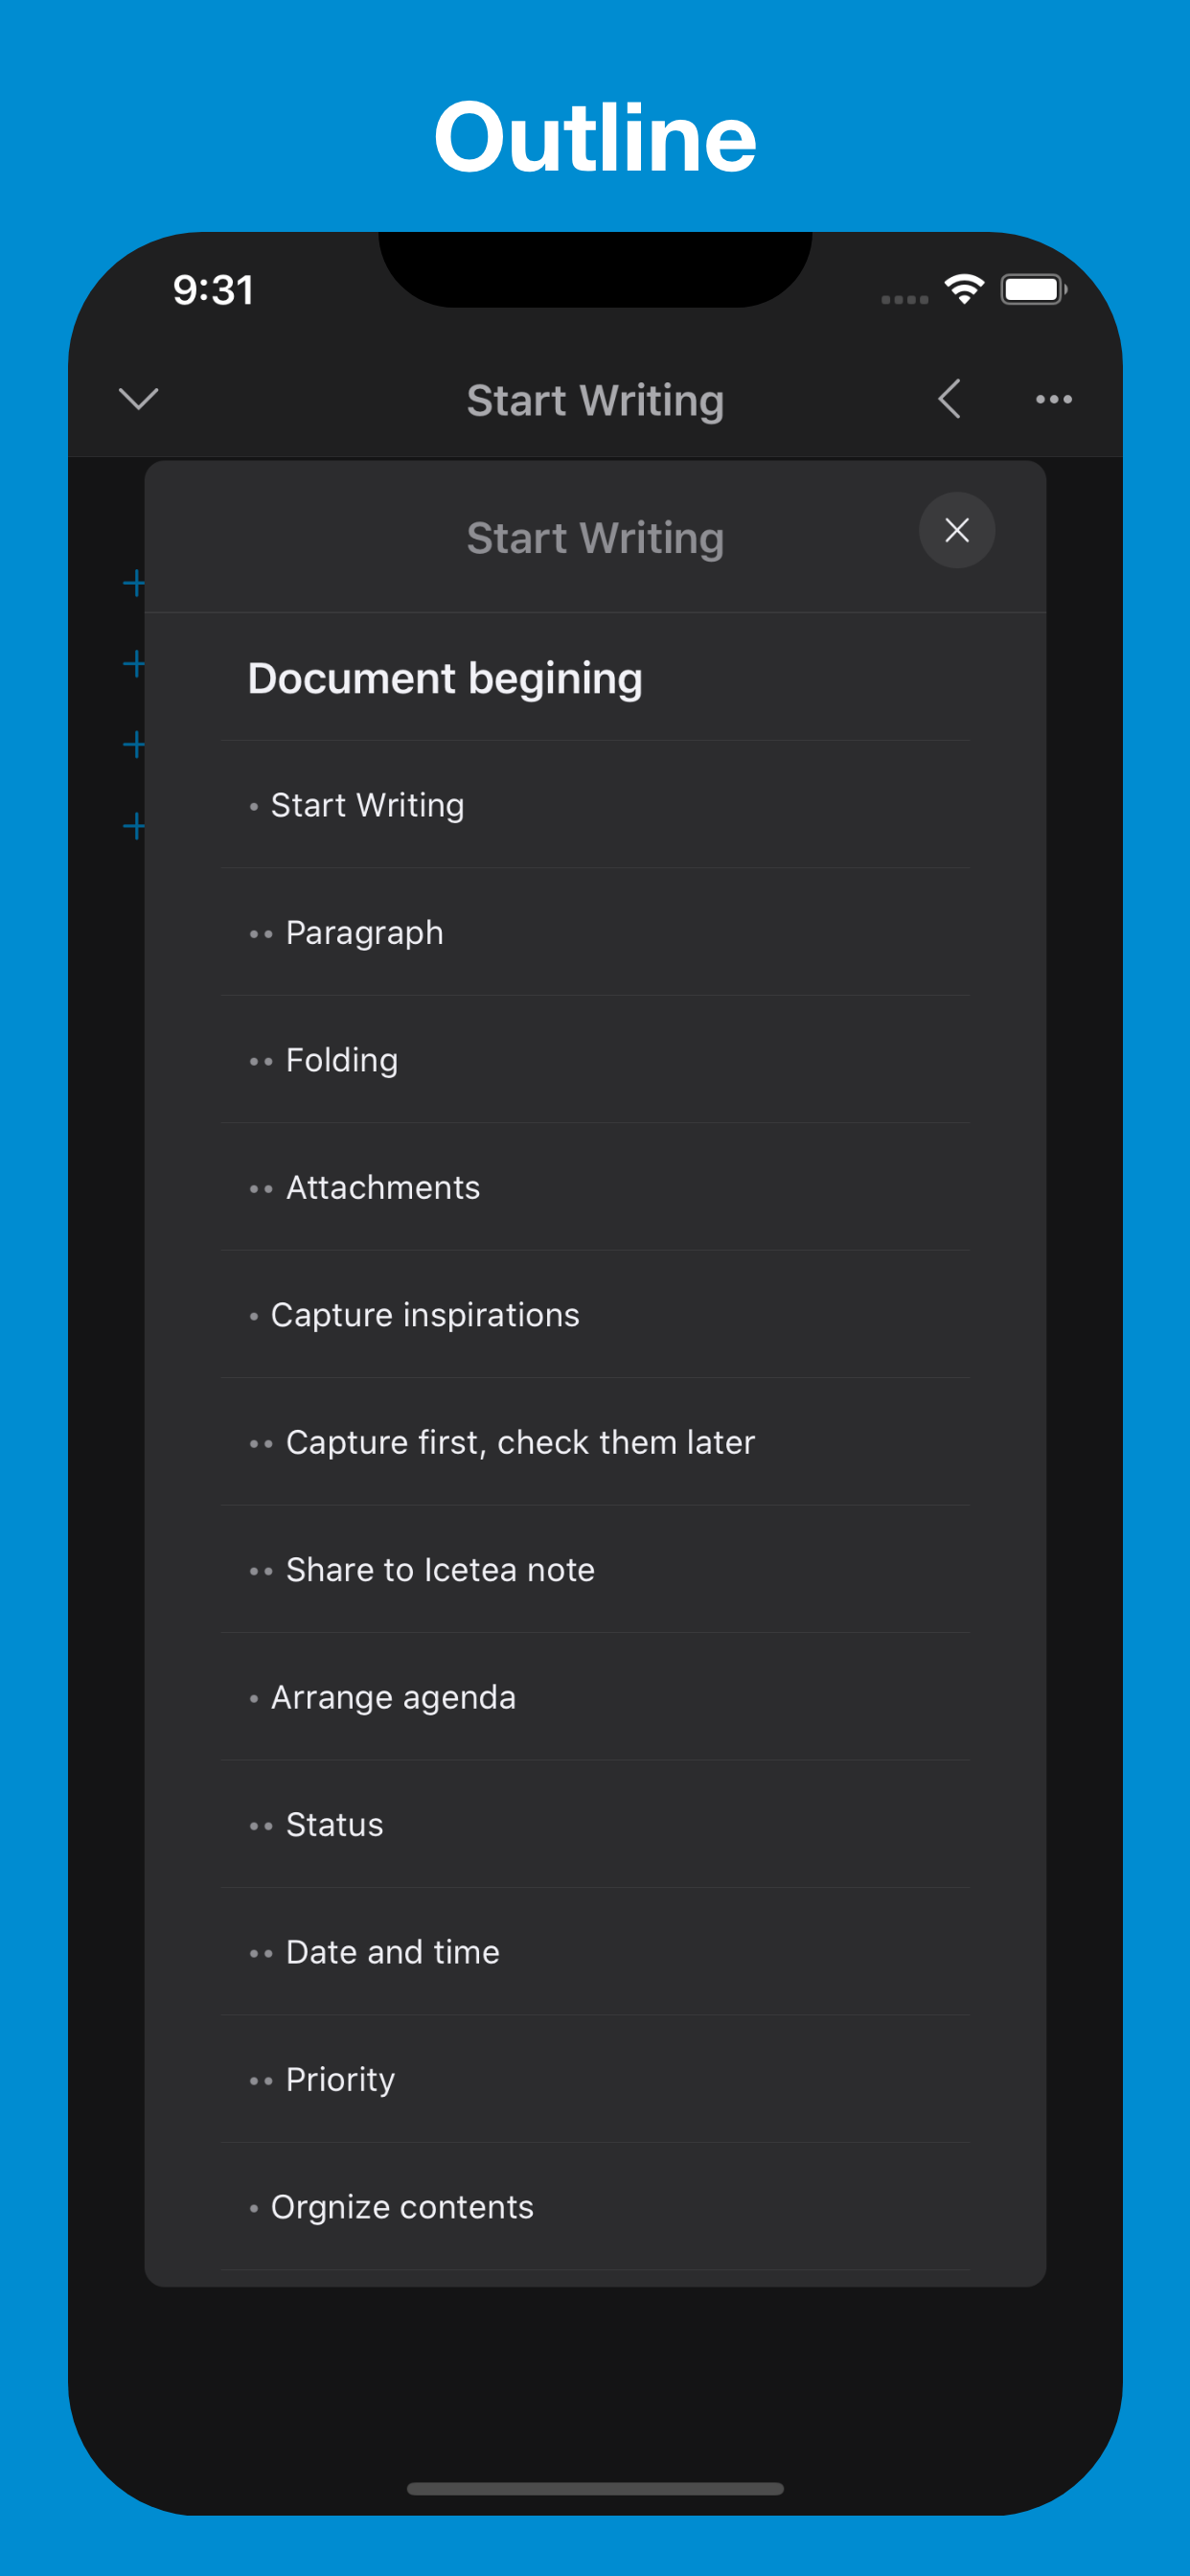 Outline
9:31
Start Writing
Start Writing
Document begining
• Start Writing
•• Paragraph
•• Folding
•• Attachments
• Capture inspirations
•• Capture first, check them later
•• Share to Icetea note
• Arrange agenda
•• Status
•• Date and time
•• Priority
• Orgnize contents